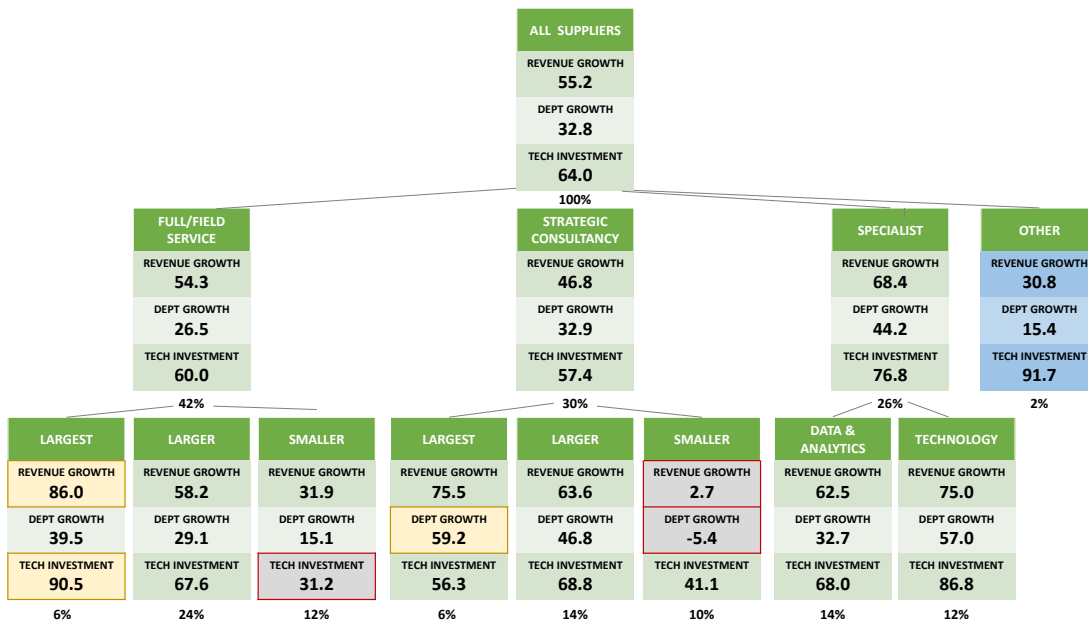 ALL SUPPLIERS
REVENUE GROWTH
55.2
DEPT GROWTH
32.8
TECH INVESTMENT
64.0
100%
FULL/FIELD
SERVICE
REVENUE GROWTH
54.3
DEPT GROWTH
26.5
TECH INVESTMENT
60.0
42%
STRATEGIC
CONSULTANCY
REVENUE GROWTH
46.8
DEPT GROWTH
32.9
TECH INVESTMENT
57.4
30%
SPECIALIST
REVENUE GROWTH
68.4
DEPT GROWTH
44.2
TECH INVESTMENT
76.8
26%
OTHER
REVENUE GROWTH
30.8
DEPT GROWTH
15.4
TECH INVESTMENT
91.7
2%
LARGEST
REVENUE GROWTH
86.0
DEPT GROWTH
39.5
TECH INVESTMENT
90.5
6%
LARGER
REVENUE GROWTH
58.2
DEPT GROWTH
29.1
TECH INVESTMENT
67.6
24%
SMALLER
REVENUE GROWTH
31.9
DEPT GROWTH
15.1
TECH INVESTMENT
31.2
12%
LARGEST
REVENUE GROWTH
75.5
DEPT GROWTH
59.2
TECH INVESTMENT
56.3
6%
LARGER
REVENUE GROWTH
63.6
DEPT GROWTH
46.8
TECH INVESTMENT
68.8
14%
SMALLER
REVENUE GROWTH
2.7
DEPT GROWTH
-5.4
TECH INVESTMENT
41.1
10%
DATA &
ANALYTICS
REVENUE GROWTH
62.5
DEPT GROWTH
32.7
TECH INVESTMENT
68.0
14%
TECHNOLOGY
REVENUE GROWTH
75.0
DEPT GROWTH
57.0
TECH INVESTMENT
86.8
12%